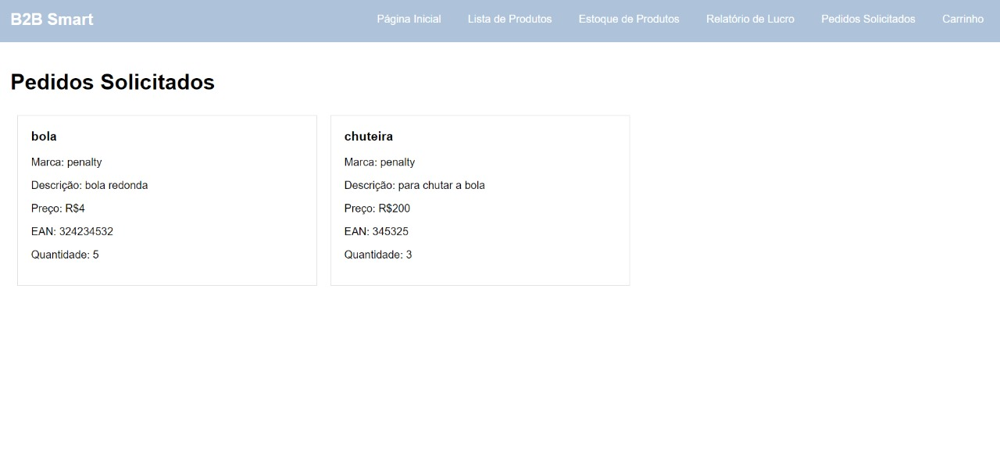 B2B Smart
Página Inicial
Lista de Produtos
Estoque de Produtos
Relatório de Lucro
Pedidos Solicitados
Carrinho
Pedidos Solicitados
bola
Marca: penalty
Descrição: bola redonda
Preço: R$4
EAN: 324234532
Quantidade: 5
chuteira
Marca: penalty
Descrição: para chutar a bola
Preço: R$200
EAN: 345325
Quantidade: 3